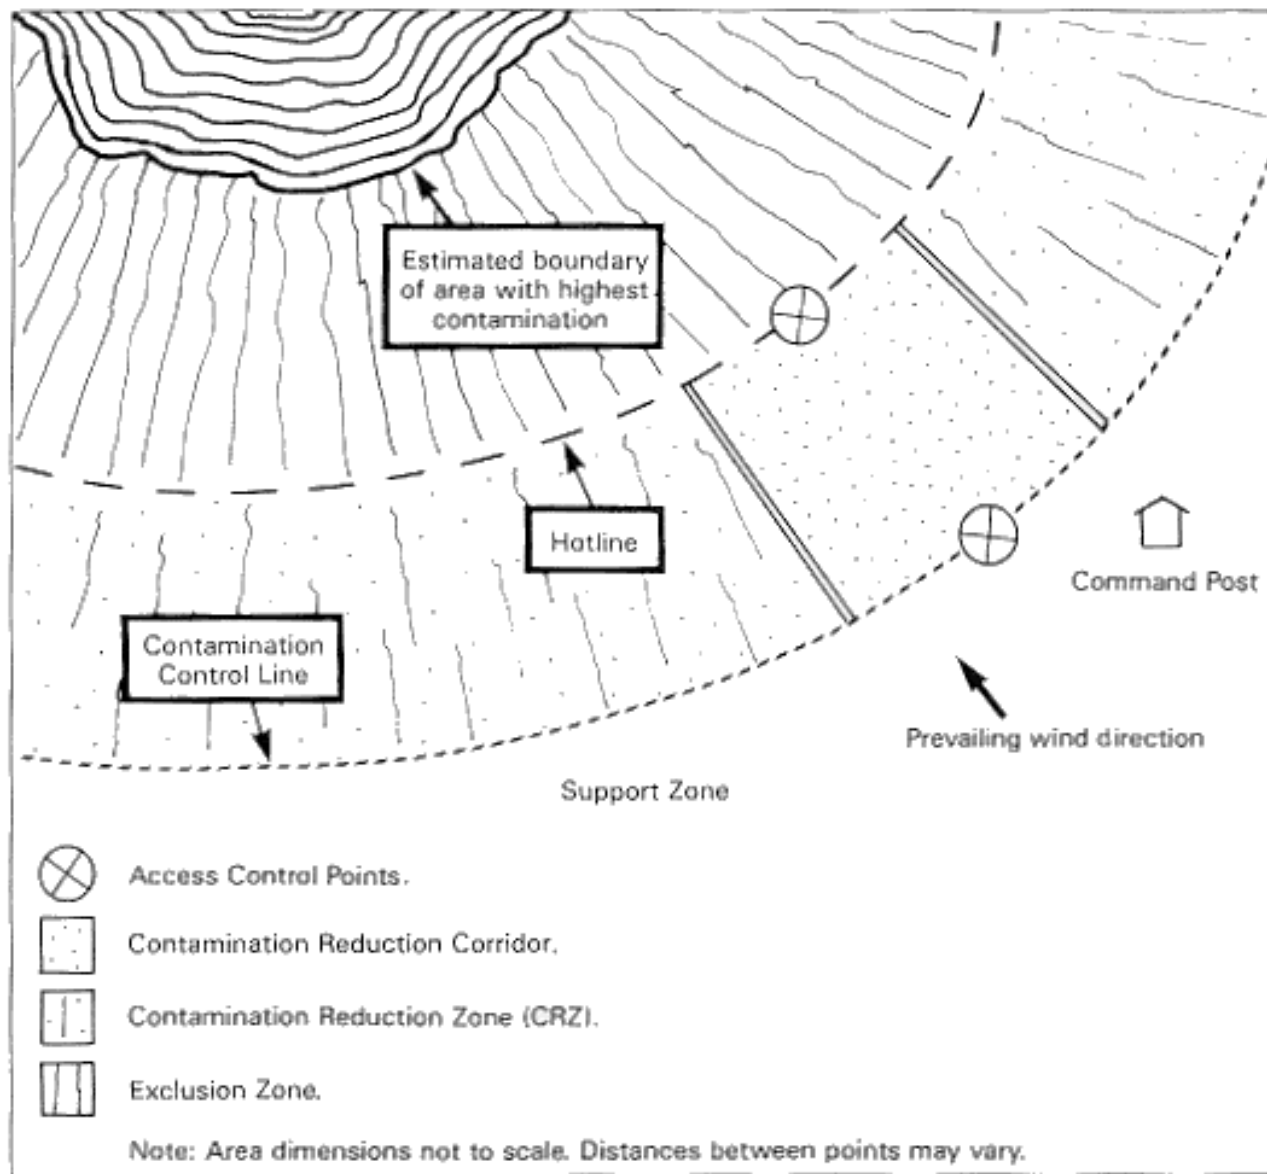 Estimated boundary
of area with highest
contamination
Hotline
Command Post
Contamination
Control Line
Prevailing wind direction
Support Zone
Access Control Points.
Contamination Reduction Corridor.
Contamination Reduction Zone (CRZ).
Exclusion Zone.
Note: Area dimensions not to scale. Distances between points may vary.